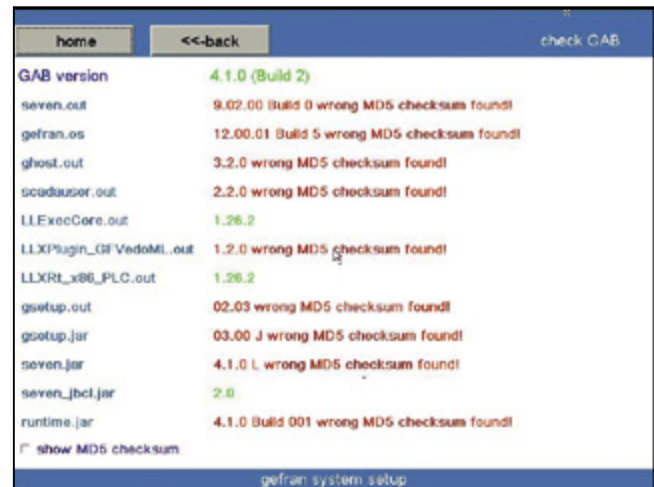 home <<-back check GAB
GAB version 4.1.0 (Build 2)
seven.out 9.02.00 Build 0 wrong MD5 checksum found!
gefran.os 12.00.01 Build 5 wrong MD5 checksum found!
ghost.out 3.2.0 wrong MD5 checksum found!
scadauser.out 2.2.0 wrong MD5 checksum found!
LLExecCore.out 1.26.2
LLXPlugin_GFVedoML.out 1.2.0 wrong MD5 checksum found!
LLXRt_x86_PLC.out 1.26.2
gsetup.out 02.03 wrong MD5 checksum found!
gsetup.jar 03.00 J wrong MD5 checksum found!
seven.jar 4.1.0 L wrong MD5 checksum found!
seven_jbcl.jar 2.0
runtime.jar 4.1.0 Build 001 wrong MD5 checksum found!
show MD5 checksum
gefran system setup